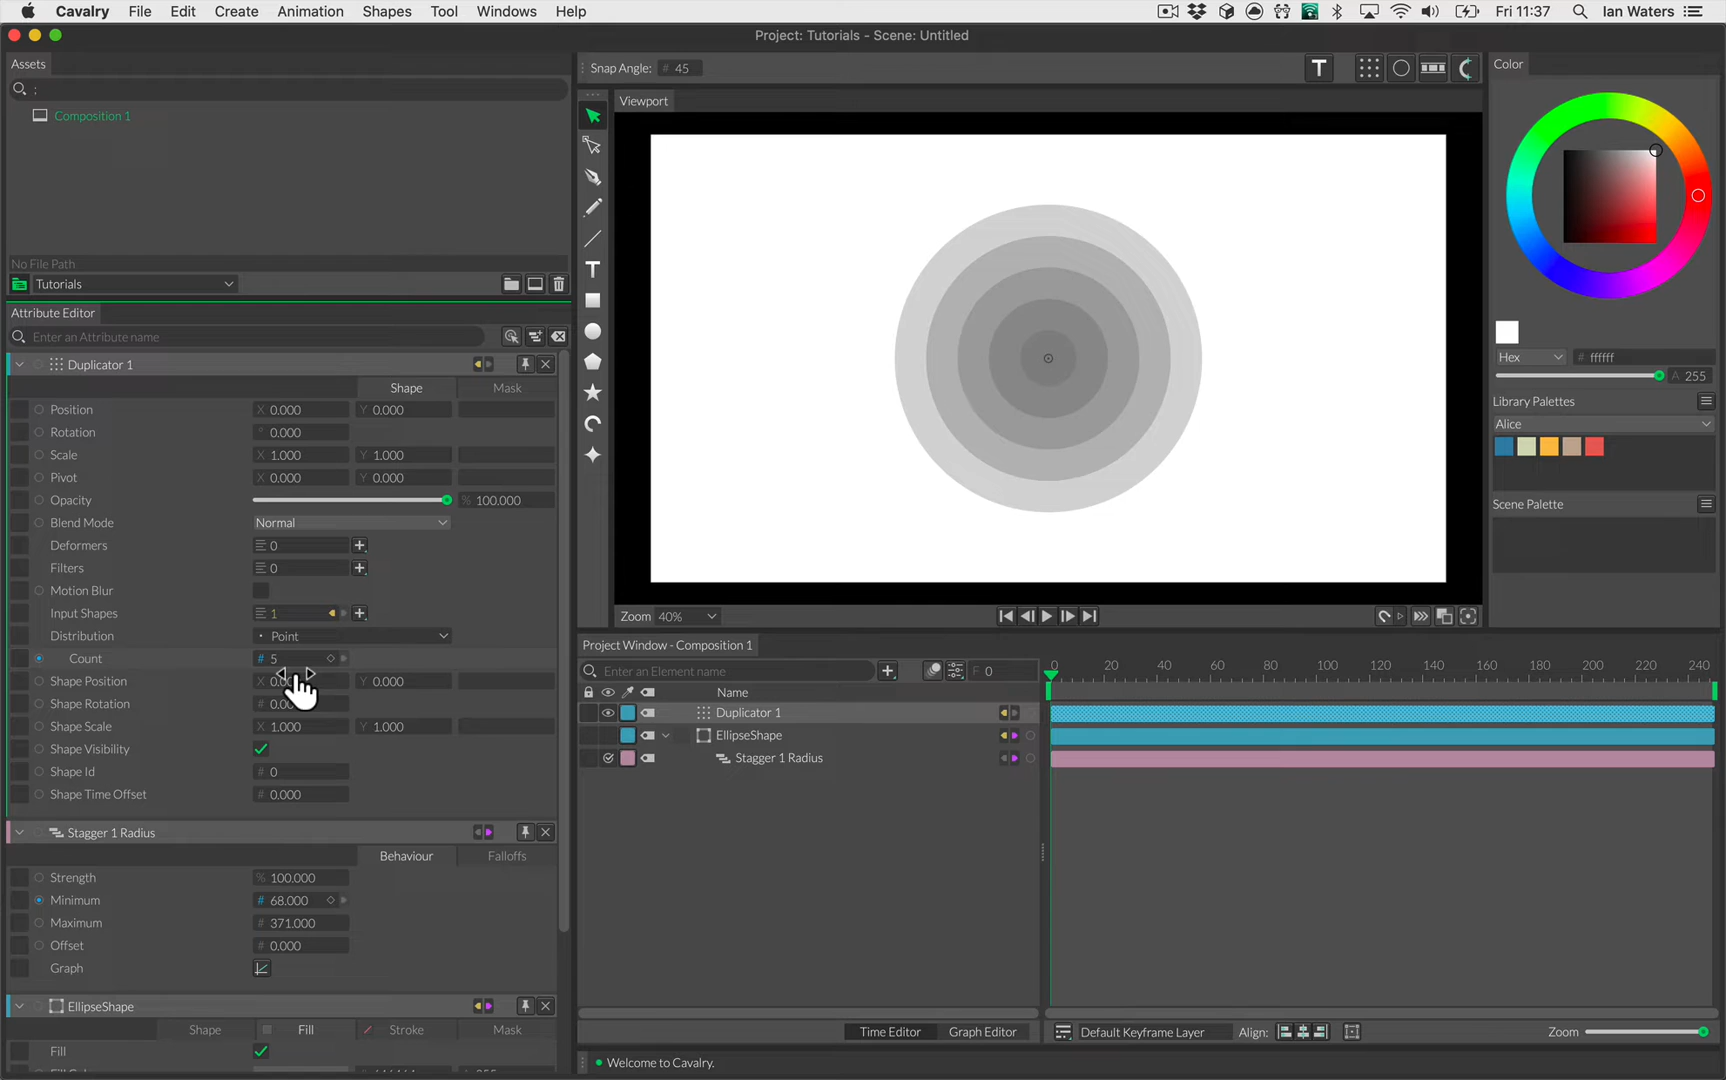 Cavalry File Edit Create Animation Shapes Tool Windows Help Fri 11:37 Ian Waters
Project: Tutorials - Scene: Untitled
Assets
:
Composition 1
No File Path
Tutorials
Attribute Editor
Enter an Attribute name
Duplicator 1
Shape Mask
Position X 0.000 Y 0.000
Rotation ° 0.000
Scale X 1.000 Y 1.000
Pivot X 0.000 Y 0.000
Opacity % 100.000
Blend Mode Normal
Deformers 0
Filters 0
Motion Blur
Input Shapes 1
Distribution Point
Count # 5
Shape Position X Y 0.000
Shape Rotation
Shape Scale X 1.000 Y 1.000
Shape Visibility
Shape Id # 0
Shape Time Offset # 0.000
Stagger 1 Radius
Behaviour Falloffs
Strength % 100.000
Minimum # 68.000
Maximum # 371.000
Offset # 0.000
Graph
EllipseShape
Shape Fill Stroke Mask
Fill
Snap Angle: # 45
T
Viewport
T
Zoom 40%
Project Window - Composition 1
Enter an Element name F 0
0 20 40 60 80 100 120 140 160 180 200 220 240
Name
Duplicator 1
EllipseShape
Stagger 1 Radius
Time Editor Graph Editor Default Keyframe Layer Align: Zoom
Welcome to Cavalry.
Color
Hex # ffffff
A 255
Library Palettes
Alice
Scene Palette